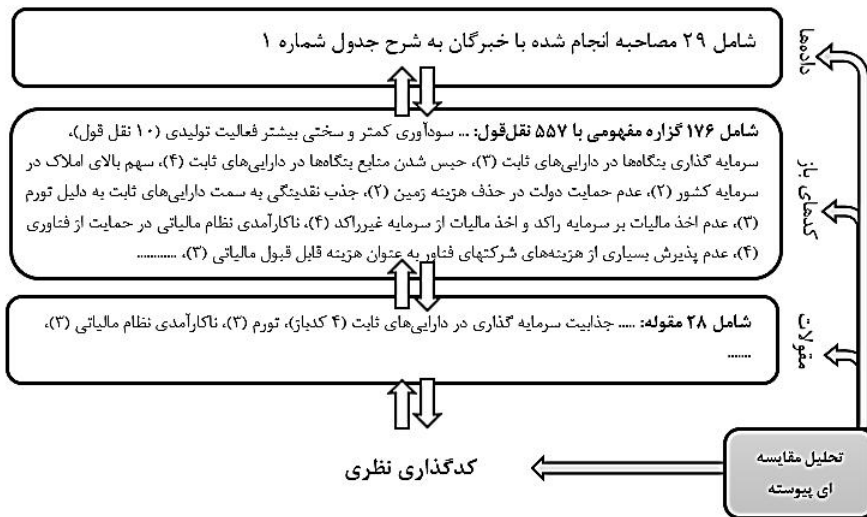 شامل ۲۹ مصاحبه انجام شده با خبرگان به شرح جدول شماره ۱
داده‌ها
شامل ۱۷۶ گزاره مفهومی با ۵۵۷ نقل‌قول: ... سودآوری کمتر و سختی بیشتر فعالیت تولیدی (۱۰ نقل قول)،
سرمایه گذاری بنگاه‌ها در دارایی‌های ثابت (۳)، حبس شدن منابع بنگاه‌ها در دارایی‌های ثابت (۴)، سهم بالای املاک در
سرمایه کشور (۲)، عدم حمایت دولت در حذف هزینه زمین (۲)، جذب نقدینگی به سمت دارایی‌های ثابت به دلیل تورم
(۳)، عدم اخذ مالیات بر سرمایه راکد و اخذ مالیات از سرمایه غیرراکد (۴)، ناکارآمدی نظام مالیاتی در حمایت از فناوری
(۴)، عدم پذیرش بسیاری از هزینه‌های شرکتهای فناور به عنوان هزینه قابل قبول مالیاتی (۳)، ............
کدهای باز
شامل ۲۸ مقوله: ..... جذابیت سرمایه گذاری در دارایی‌های ثابت (۴ کدباز)، تورم (۳)، ناکارآمدی نظام مالیاتی (۳)،
.......
مقولات
کدگذاری نظری
تحلیل مقایسه
ای پیوسته